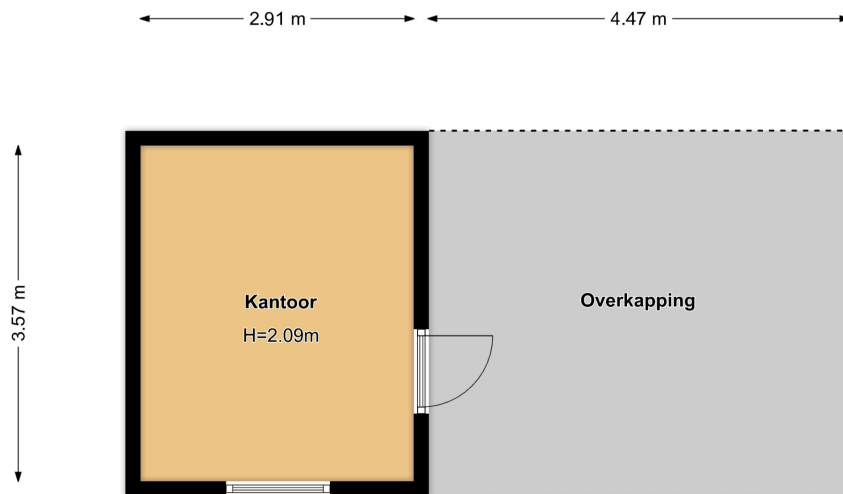 2.91 m
4.47 m
3.57 m
Kantoor
H=2.09m
Overkapping